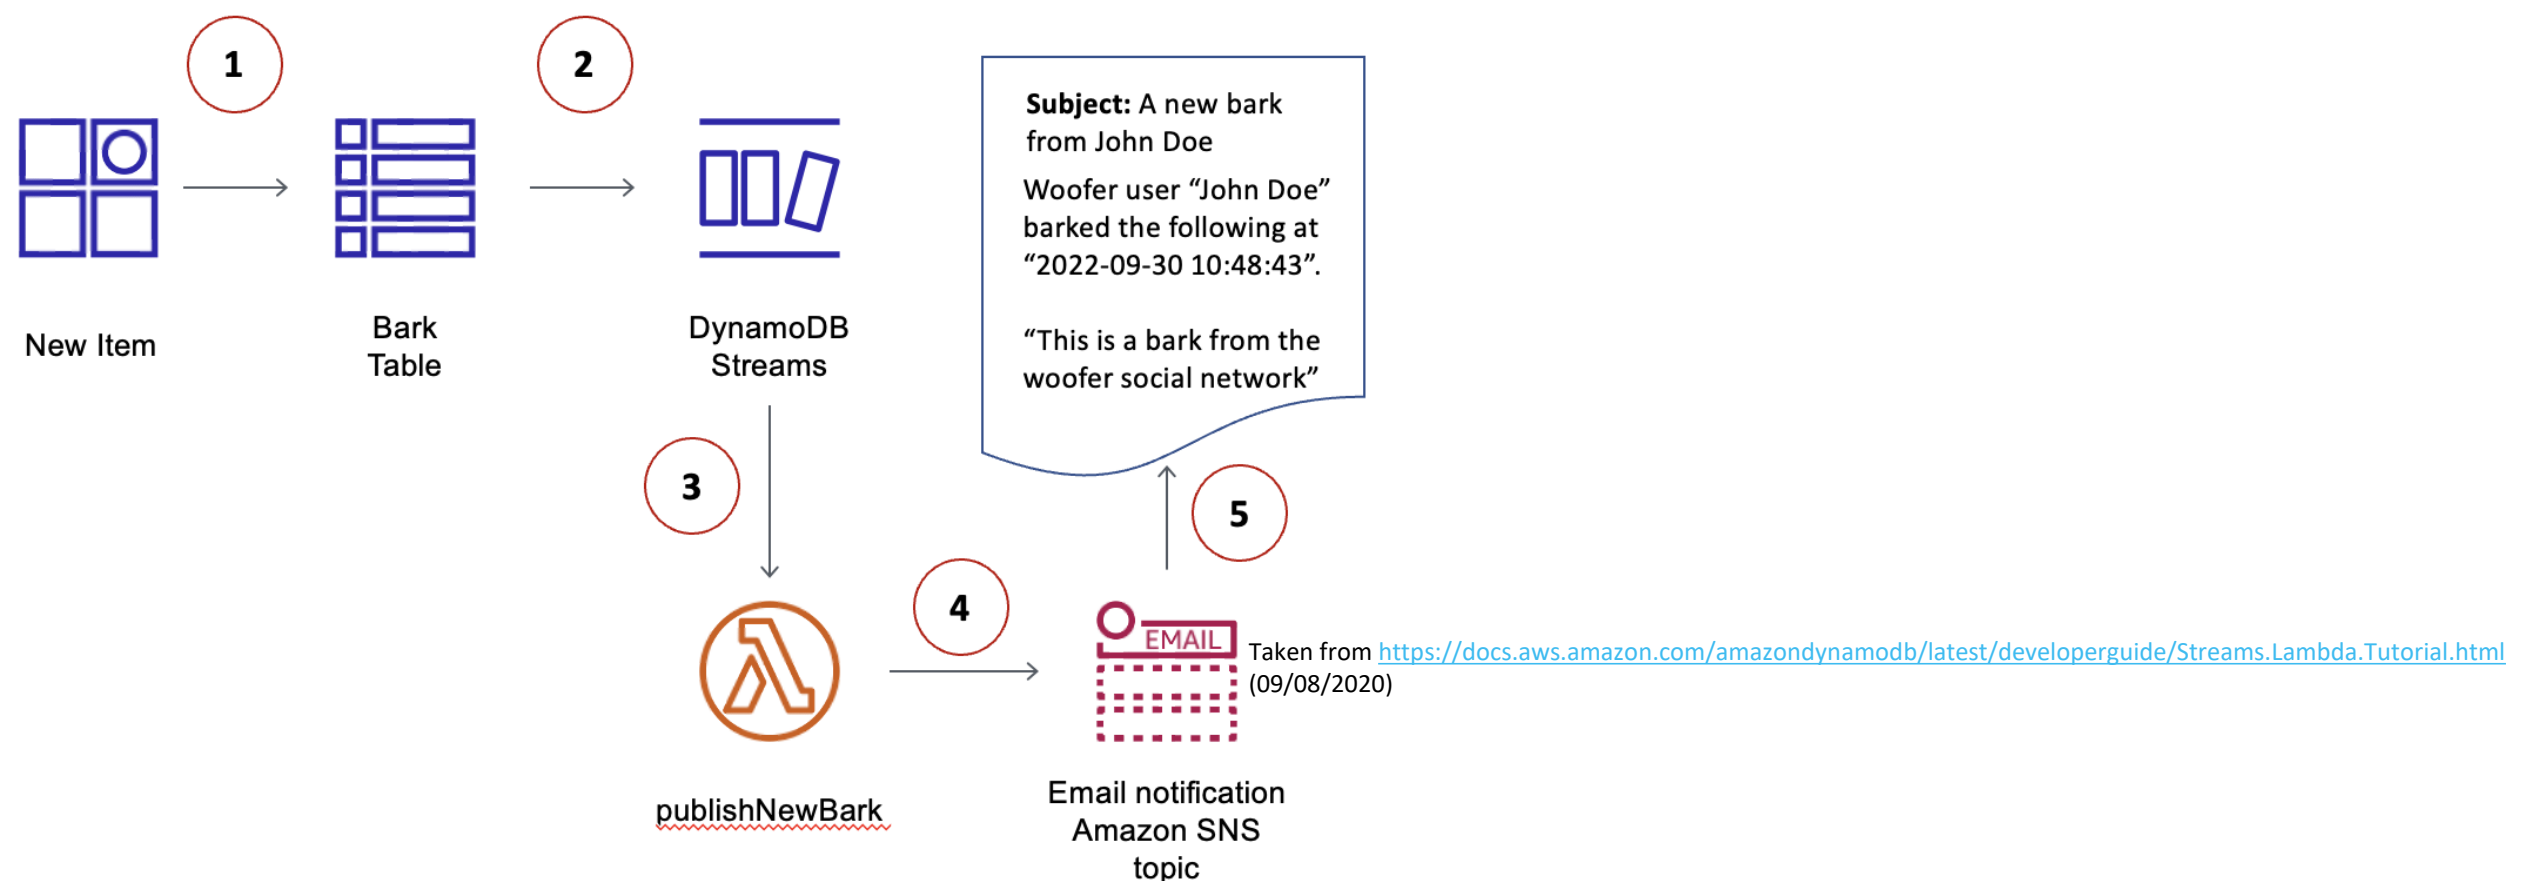 1
2
New Item
Bark
Table
DynamoDB
Streams
Subject: A new bark
from John Doe
Woofer user “John Doe”
barked the following at
“2022-09-30 10:48:43”.
“This is a bark from the
woofer social network”
3
4
5
EMAIL
Taken from https://docs.aws.amazon.com/amazondynamodb/latest/developerguide/Streams.Lambda.Tutorial.html
(09/08/2020)
publishNewBark
Email notification
Amazon SNS
topic